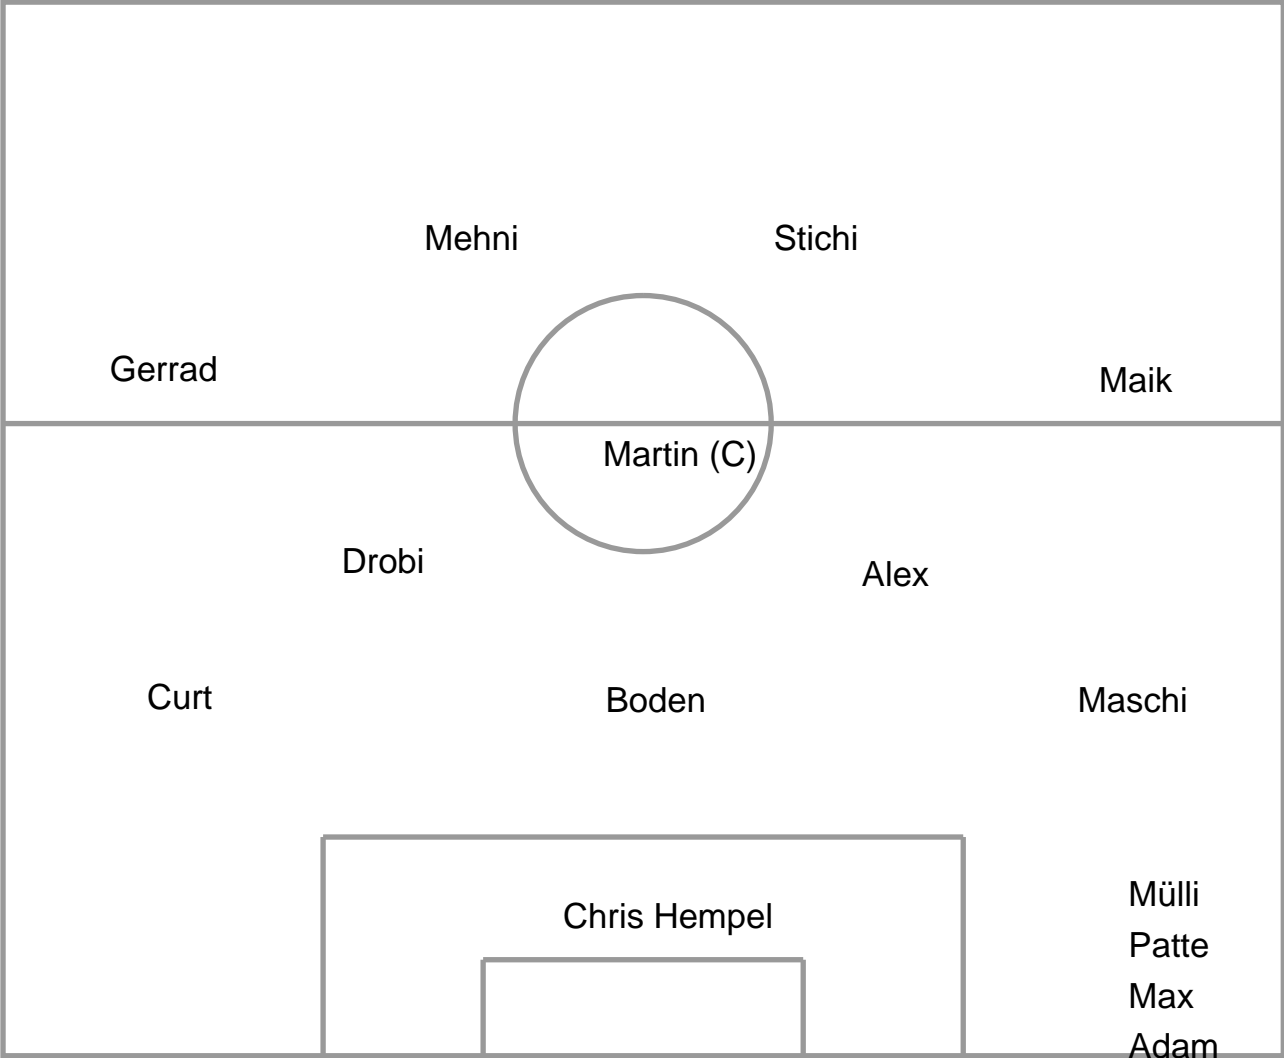 Mehni
Stichi
Gerrad
Maik
Martin (C)
Drobi
Alex
Curt
Boden
Maschi
Chris Hempel
Mülli
Patte
Max
Adam